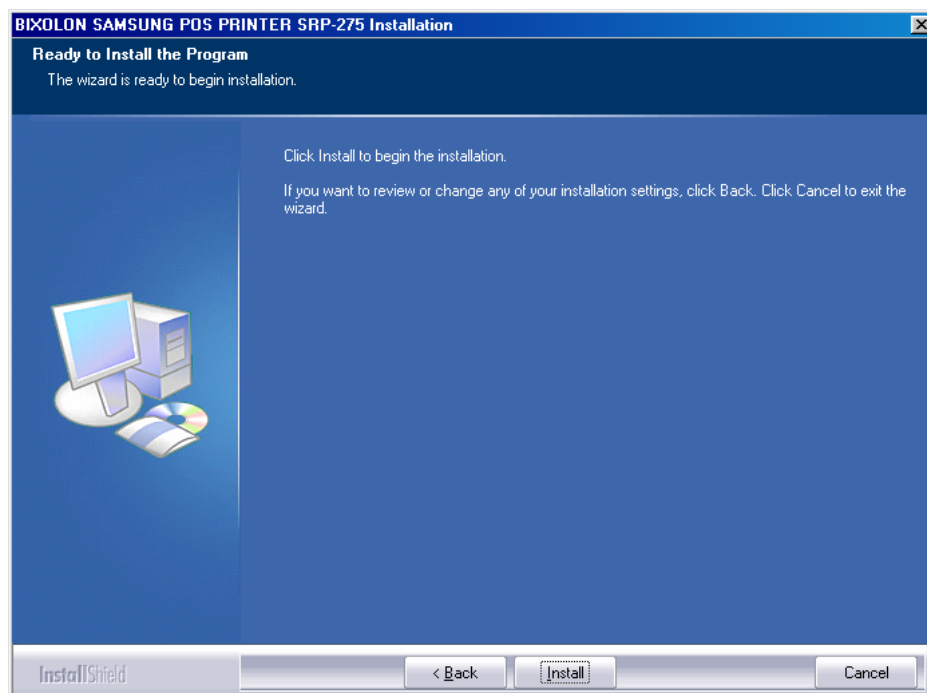 BIXOLON SAMSUNG POS PRINTER SRP-275 Installation
Ready to Install the Program
The wizard is ready to begin installation.
Click Install to begin the installation.
If you want to review or change any of your installation settings, click Back. Click Cancel to exit the
wizard.
InstallShield
< Back
Install
Cancel